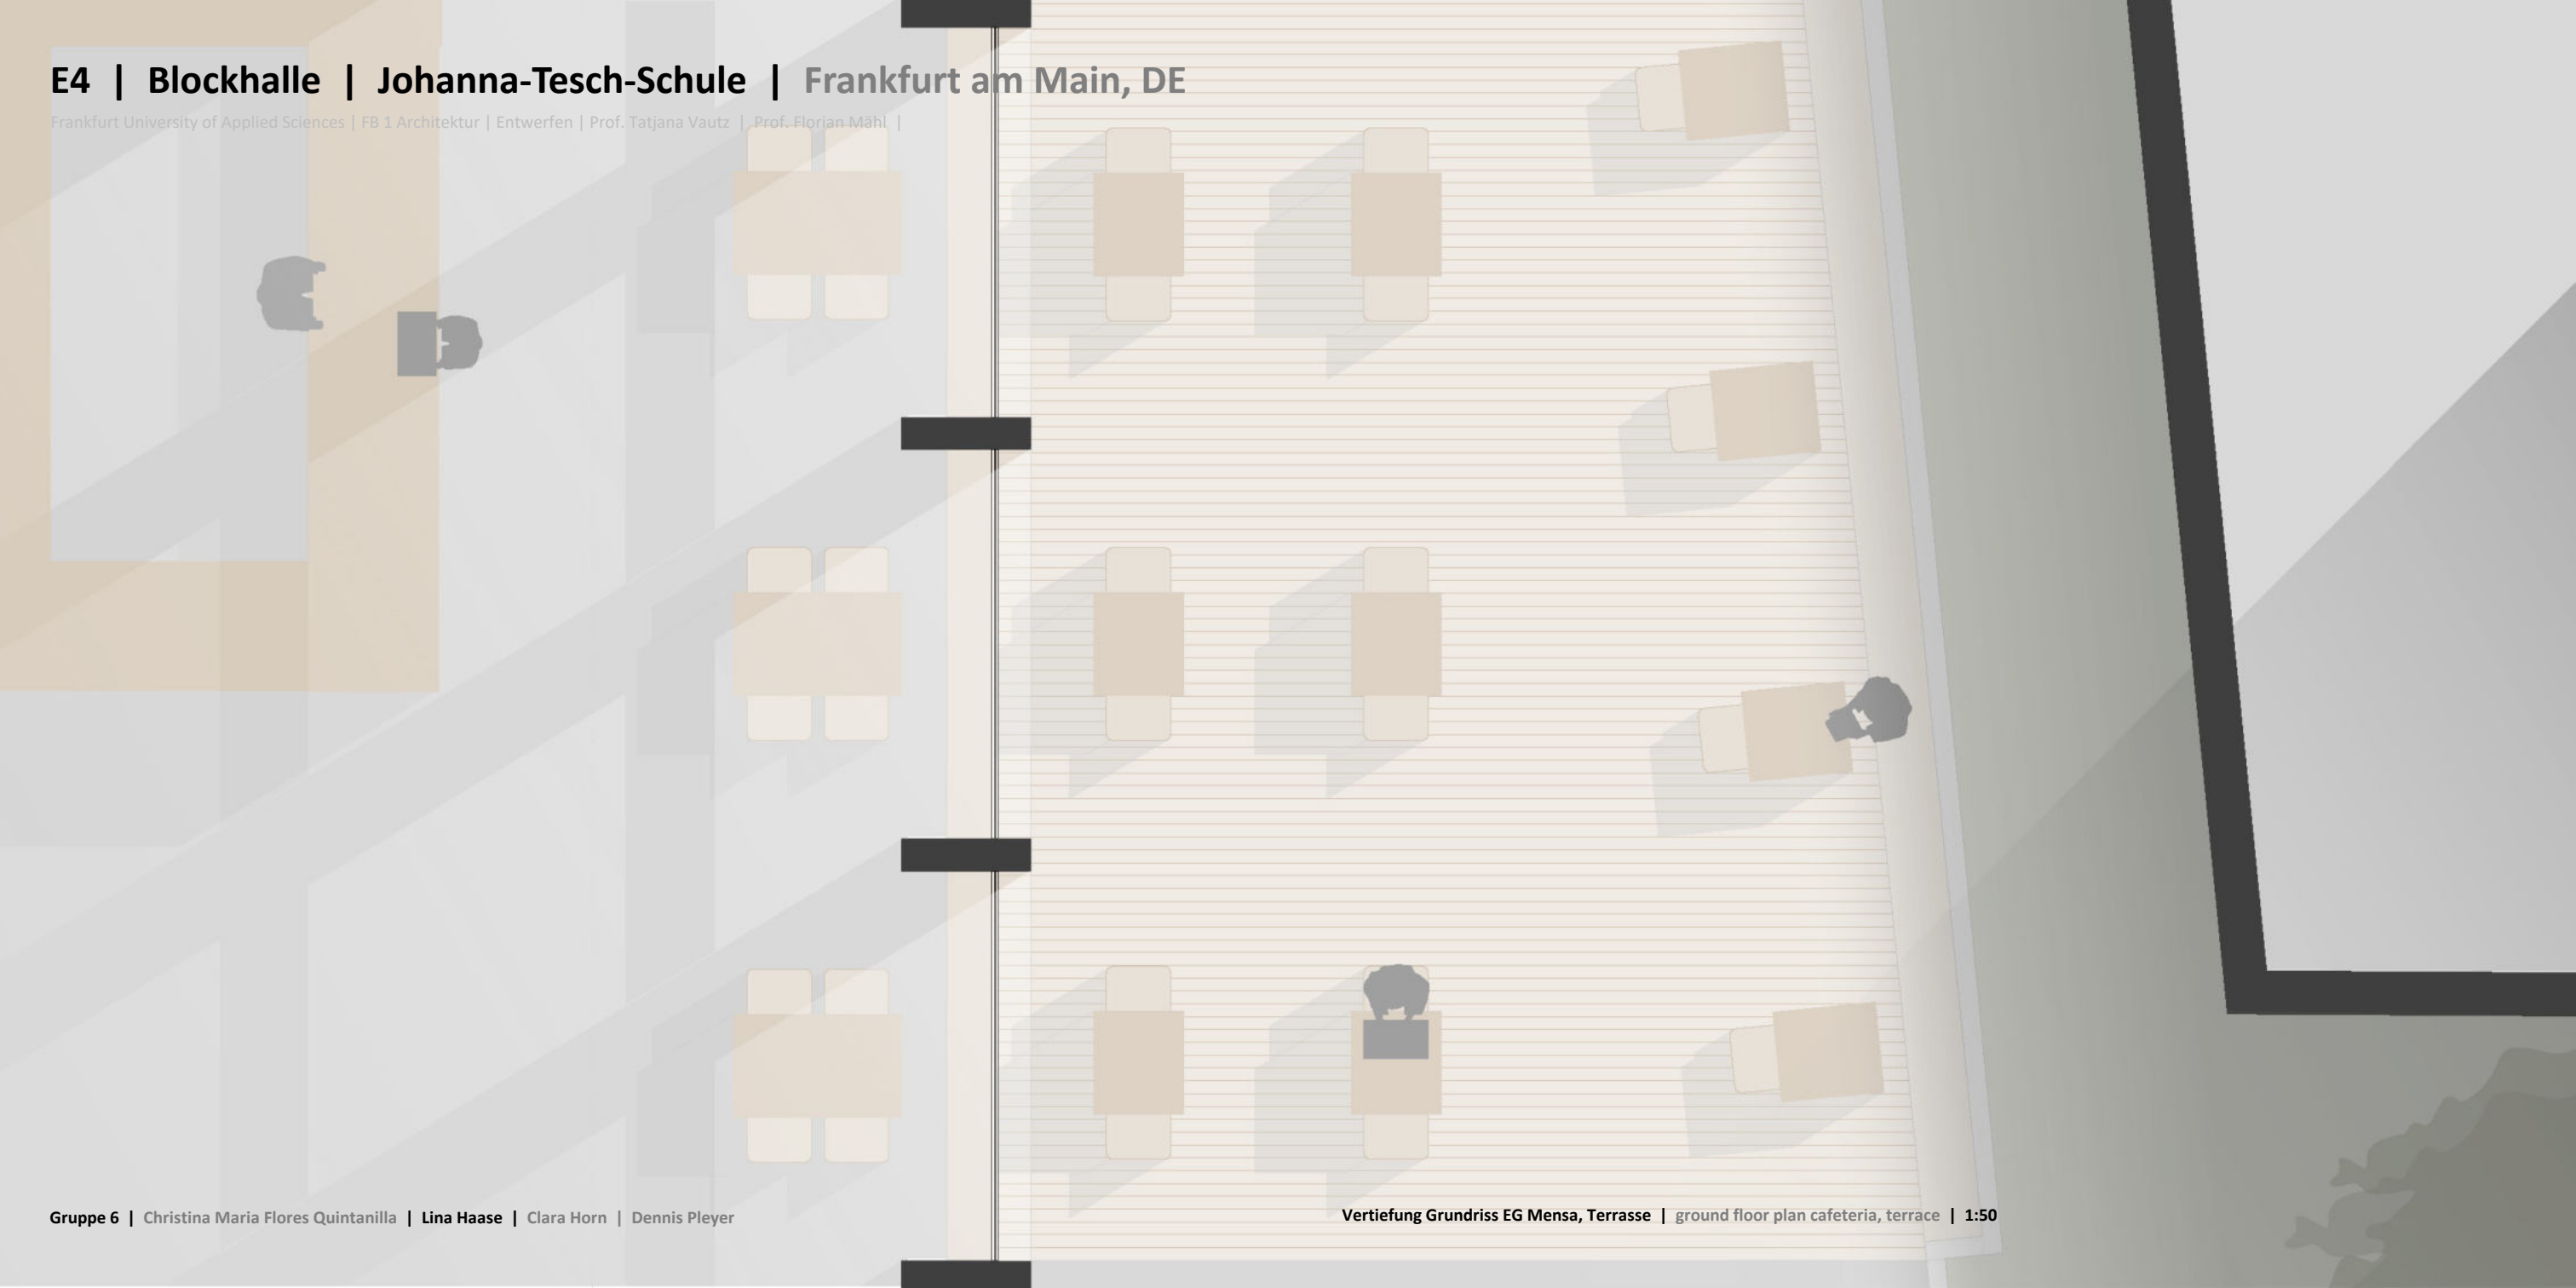 E4 | Blockhalle | Johanna-Tesch-Schule | Frankfurt am Main, DE
Frankfurt University of Applied Sciences | FB 1 Architektur | Entwerfen | Prof. Tatjana Vautz | Prof. Florian Mähl |
Gruppe 6 | Christina Maria Flores Quintanilla | Lina Haase | Clara Horn | Dennis Pleyer
Vertiefung Grundriss EG Mensa, Terrasse | ground floor plan cafeteria, terrace | 1:50